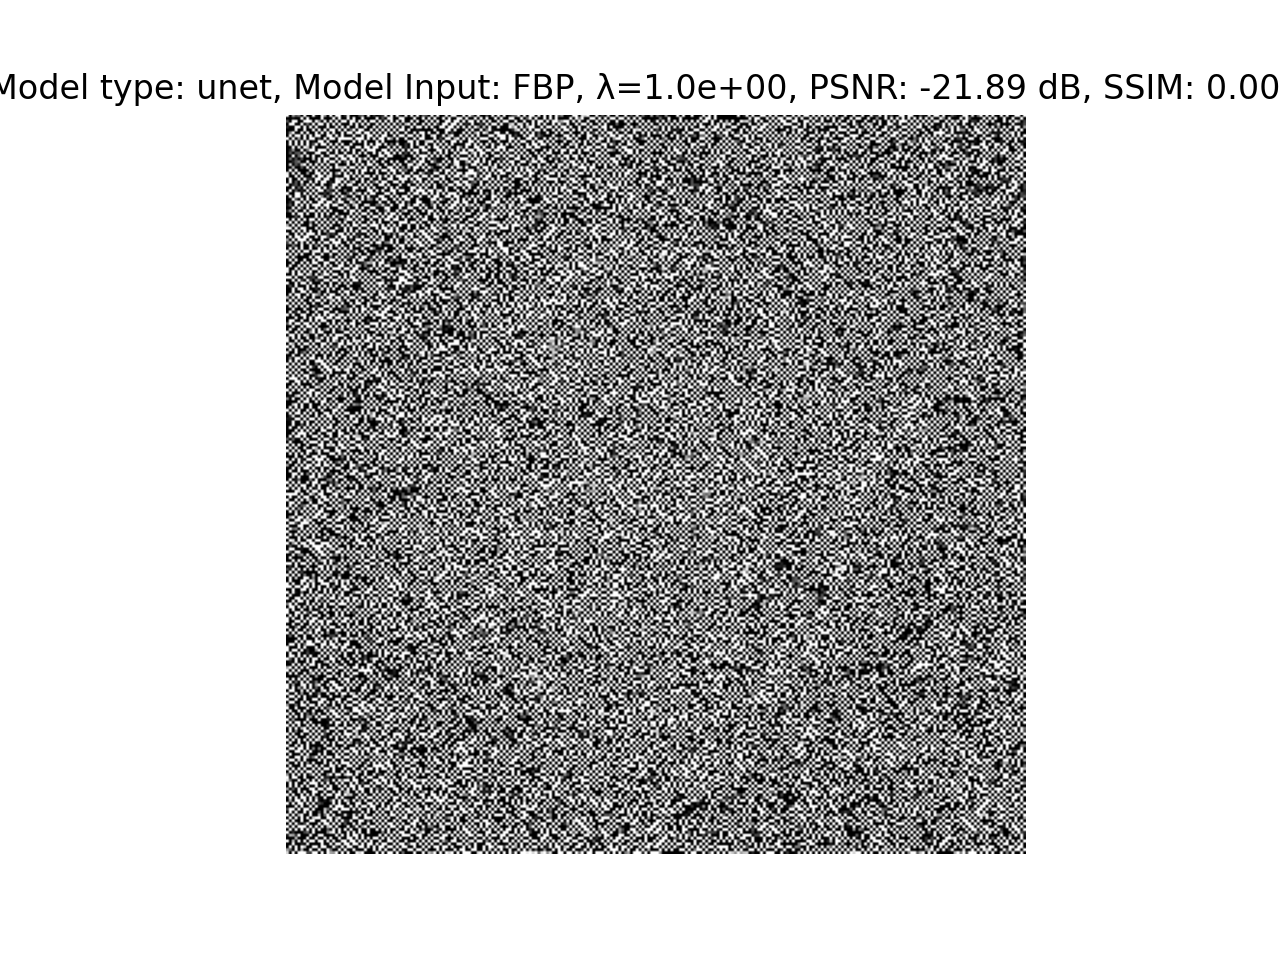 Model type: unet, Model Input: FBP, λ=1.0e+00, PSNR: -21.89 dB, SSIM: 0.00